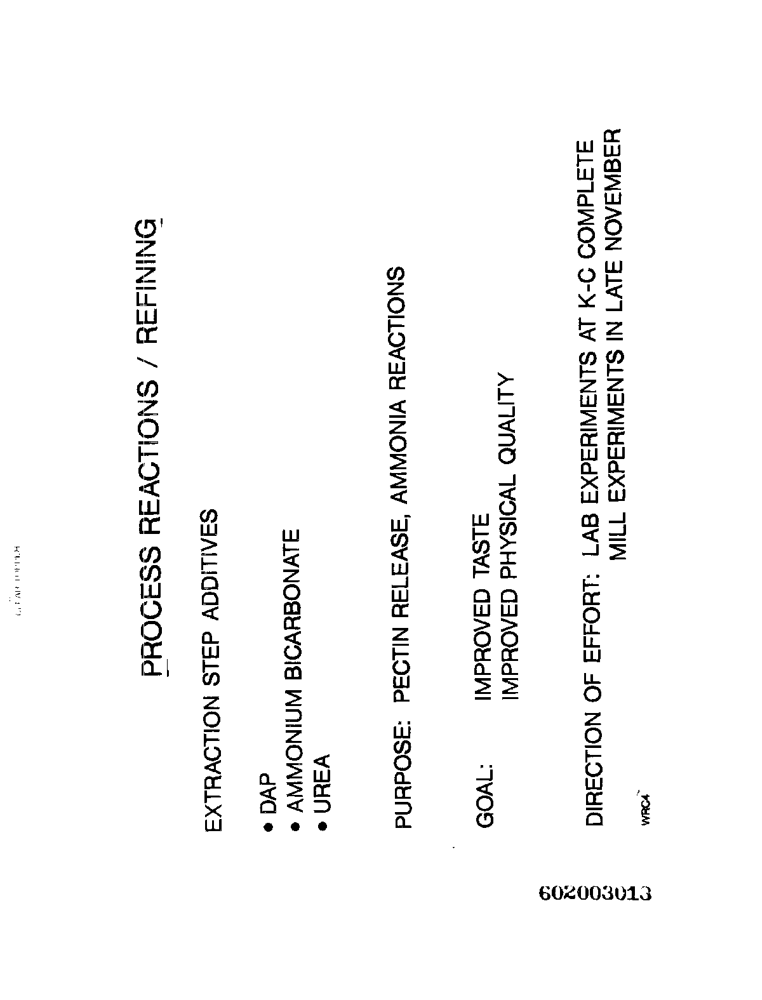 PROCESS REACTIONS / REFINING
EXTRACTION STEP ADDITIVES
• DAP
• AMMONIUM BICARBONATE
• UREA
PURPOSE: PECTIN RELEASE, AMMONIA REACTIONS
GOAL: IMPROVED TASTE
IMPROVED PHYSICAL QUALITY
DIRECTION OF EFFORT: LAB EXPERIMENTS AT K-C COMPLETE
MILL EXPERIMENTS IN LATE NOVEMBER
WRC4
602003013